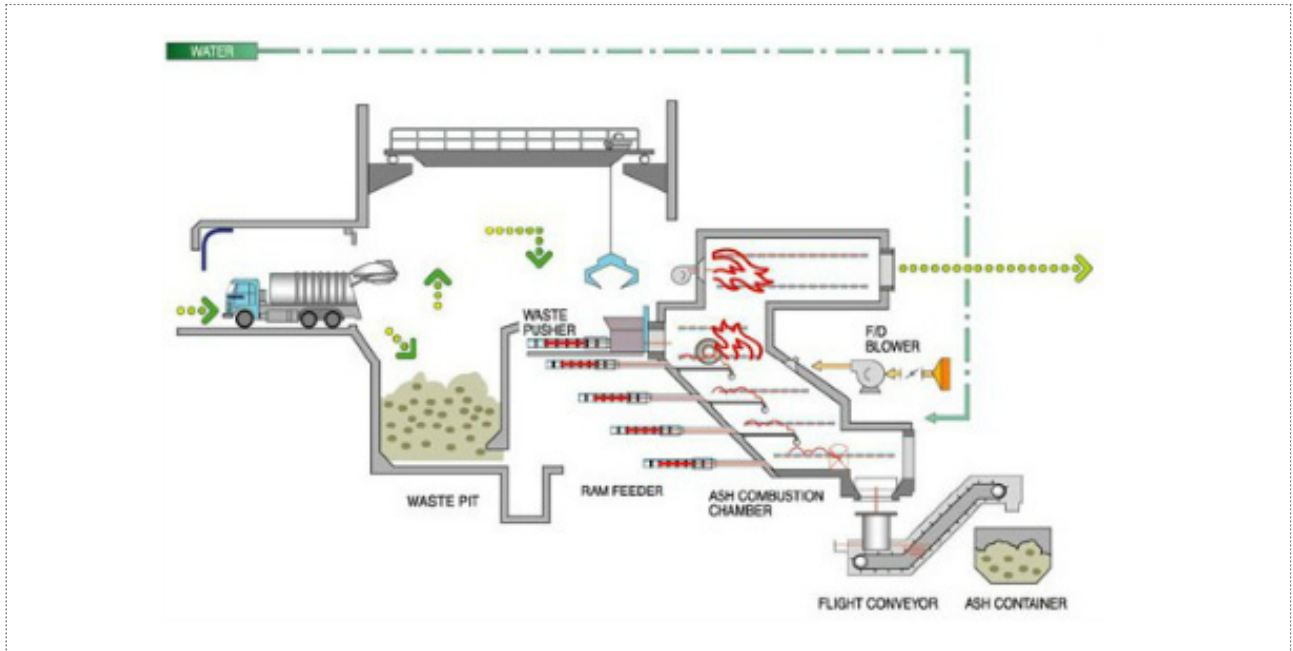 WATER
WASTE
PUSHER
F/D
BLOWER
WASTE PIT
RAM FEEDER
ASH COMBUSTION
CHAMBER
FLIGHT CONVEYOR
ASH CONTAINER